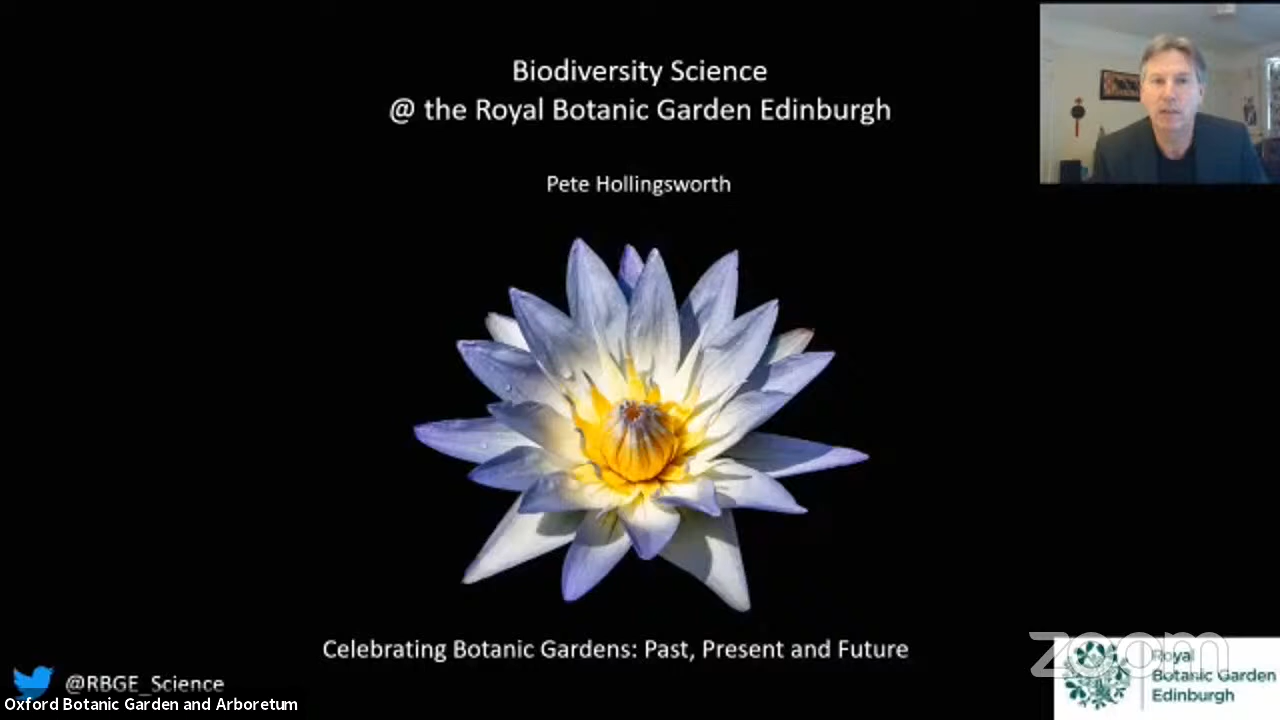 Biodiversity Science
@ the Royal Botanic Garden Edinburgh
Pete Hollingsworth
Celebrating Botanic Gardens: Past, Present and Future
zoom
Royal
Botanic Garden
Edinburgh
@RBGE_Science
Oxford Botanic Garden and Arboretum